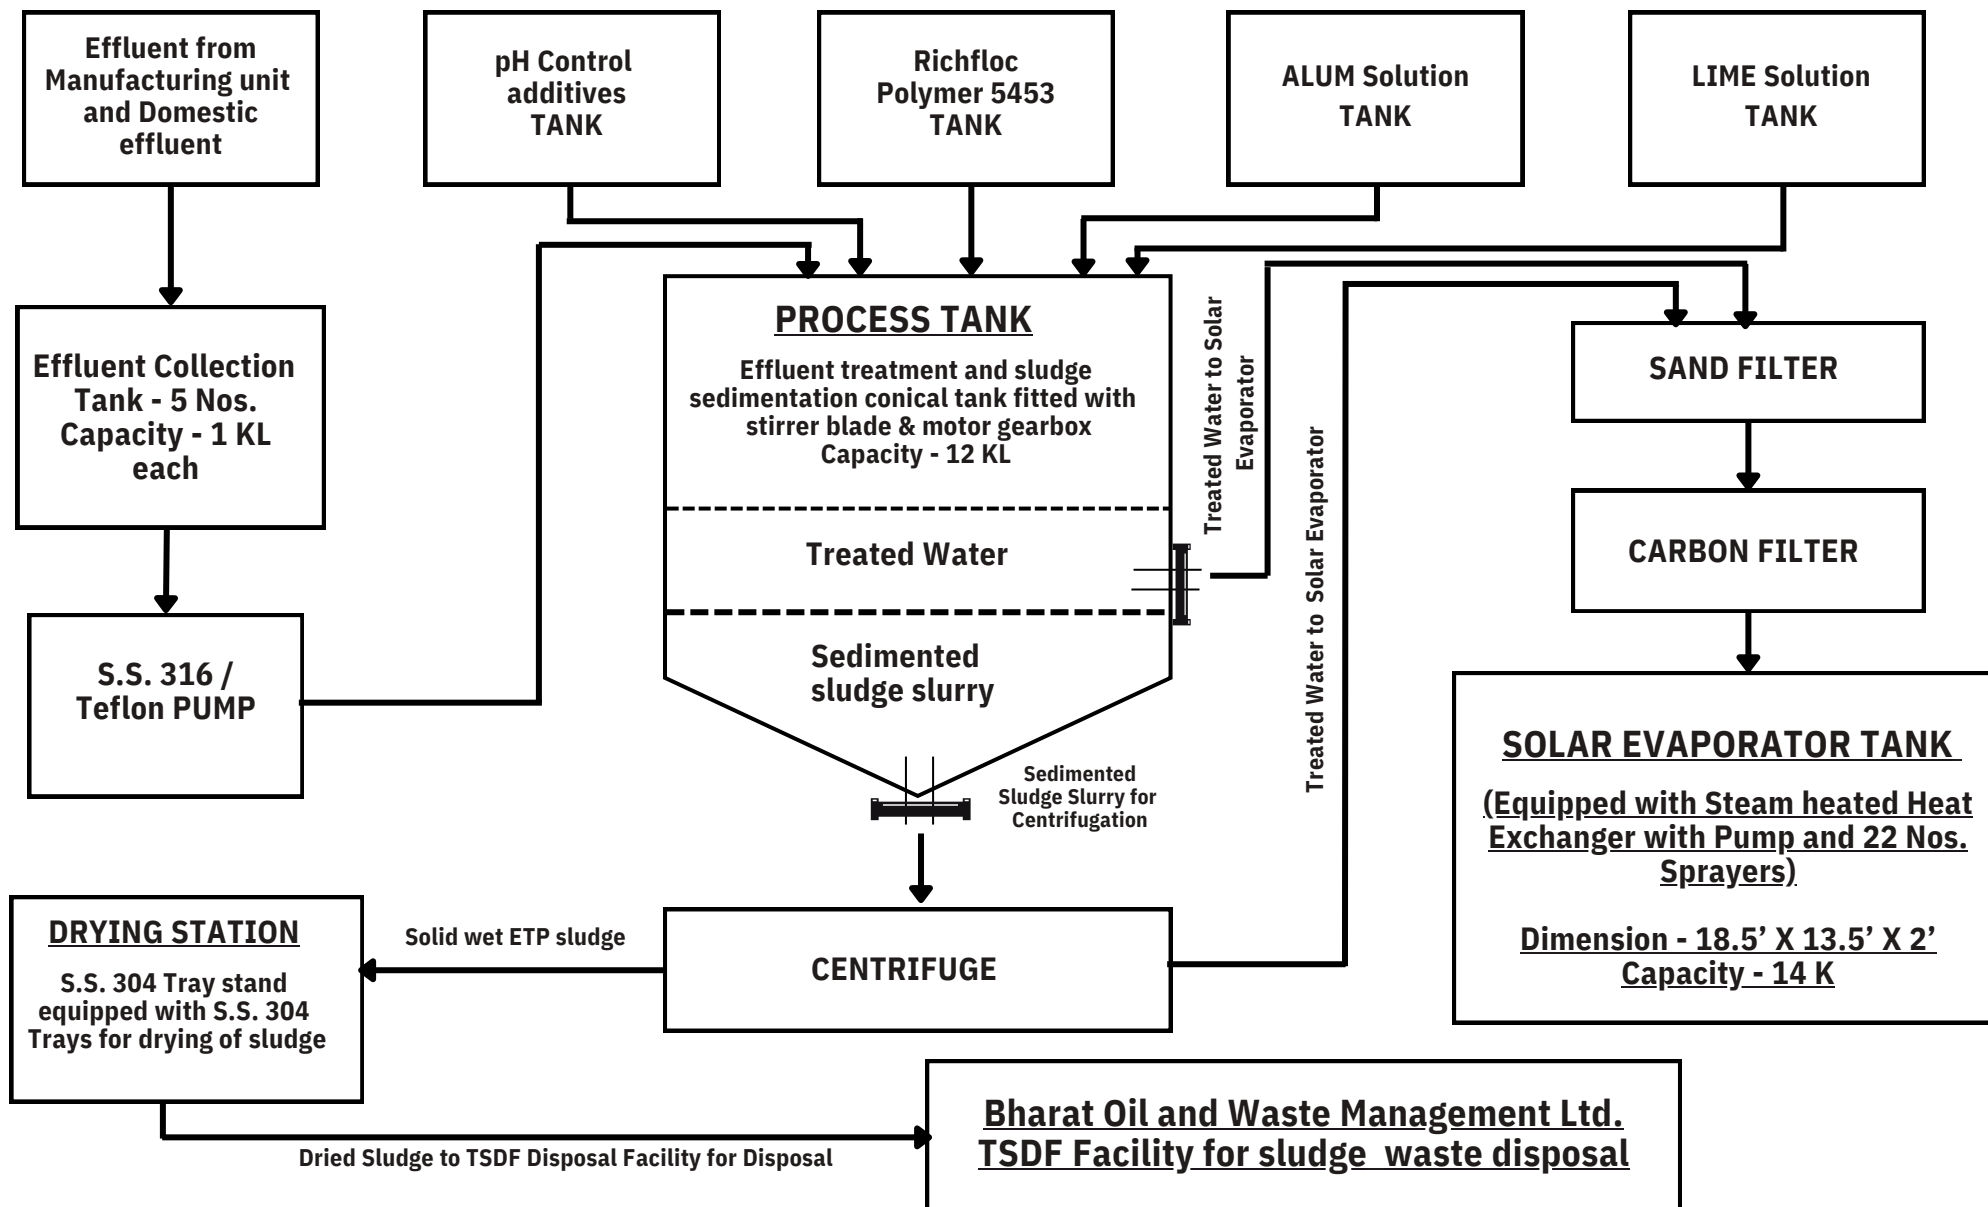 Effluent from
Manufacturing unit
and Domestic
effluent
pH Control
additives
TANK
Richfloc
Polymer 5453
TANK
ALUM Solution
TANK
LIME Solution
TANK
Effluent Collection
Tank - 5 Nos.
Capacity - 1 KL
each
S.S. 316 /
Teflon PUMP
PROCESS TANK
Effluent treatment and sludge
sedimentation conical tank fitted with
stirrer blade & motor gearbox
Capacity - 12 KL
Treated Water
Sedimented
sludge slurry
Treated Water to Solar
Evaporator
Treated Water to Solar Evaporator
SAND FILTER
CARBON FILTER
SOLAR EVAPORATOR TANK
(Equipped with Steam heated Heat
Exchanger with Pump and 22 Nos.
Sprayers)
Dimension - 18.5’ X 13.5’ X 2’
Capacity - 14 K
Sedimented
Sludge Slurry for
Centrifugation
CENTRIFUGE
Solid wet ETP sludge
DRYING STATION
S.S. 304 Tray stand
equipped with S.S. 304
Trays for drying of sludge
Dried Sludge to TSDF Disposal Facility for Disposal
Bharat Oil and Waste Management Ltd.
TSDF Facility for sludge waste disposal